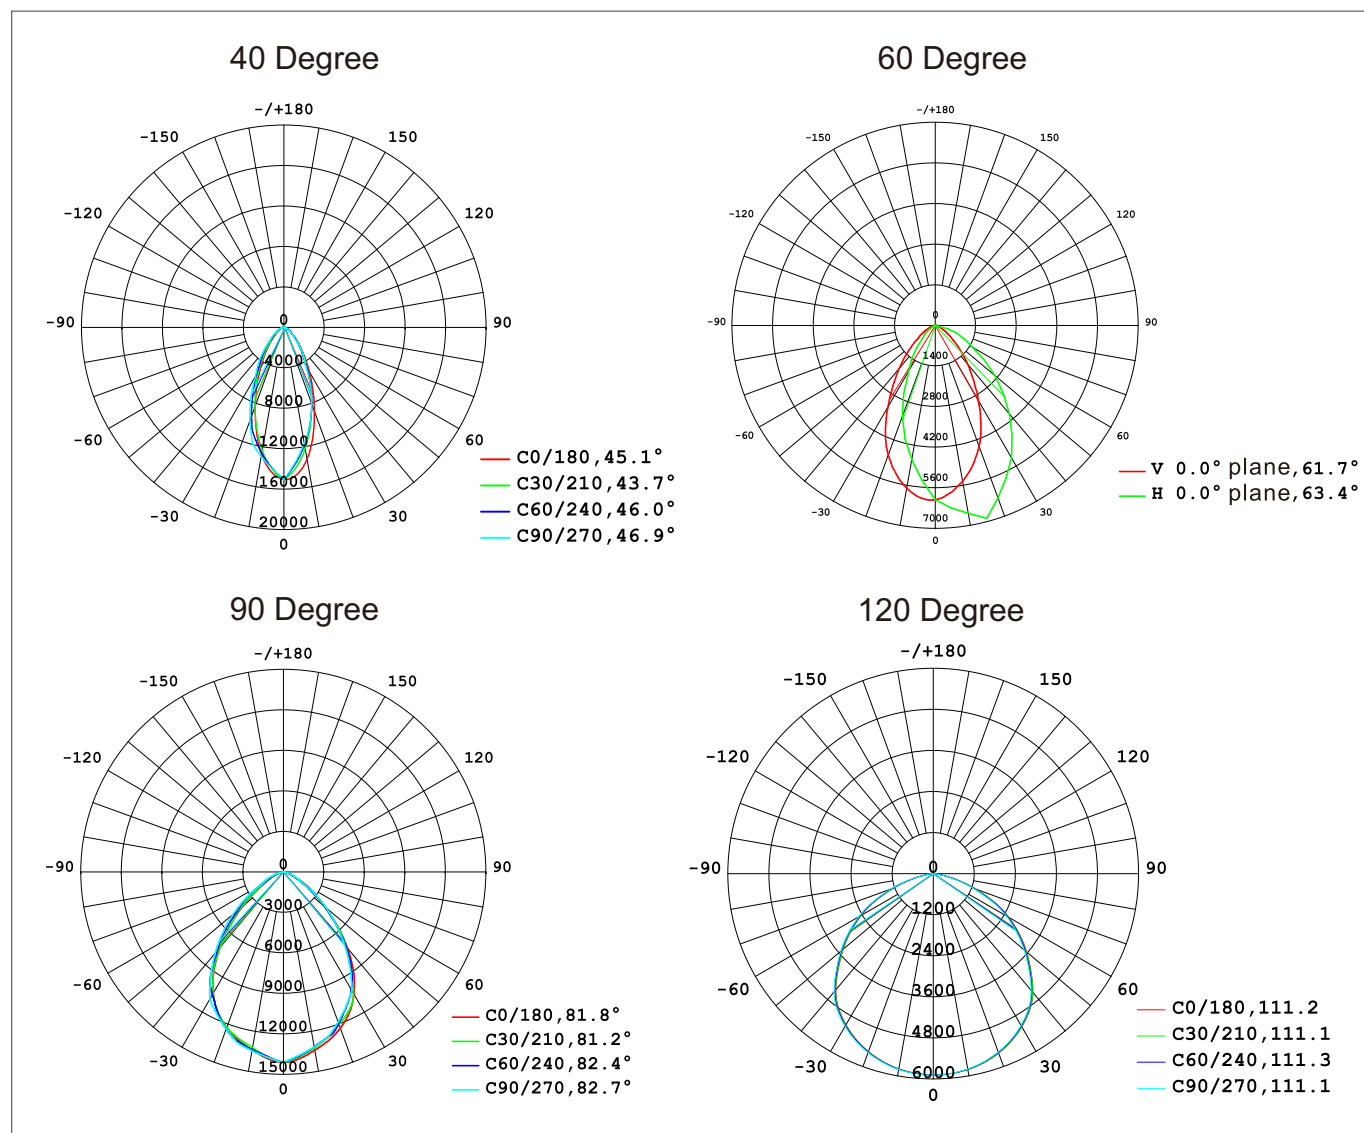 40 Degree
-/+180
-150 150
-120 120
-90 90
-60 60
-30 30
0
0
4000
8000
12000
16000
20000
C0/180,45.1°
C30/210,43.7°
C60/240,46.0°
C90/270,46.9°
60 Degree
-/+180
-150 150
-120 120
-90 90
-60 60
-30 30
0
0
1400
2800
4200
5600
7000
V 0.0° plane,61.7°
H 0.0° plane,63.4°
90 Degree
-/+180
-150 150
-120 120
-90 90
-60 60
-30 30
0
0
3000
6000
9000
12000
15000
C0/180,81.8°
C30/210,81.2°
C60/240,82.4°
C90/270,82.7°
120 Degree
-/+180
-150 150
-120 120
-90 90
-60 60
-30 30
0
0
1200
2400
3600
4800
6000
C0/180,111.2
C30/210,111.1
C60/240,111.3
C90/270,111.1